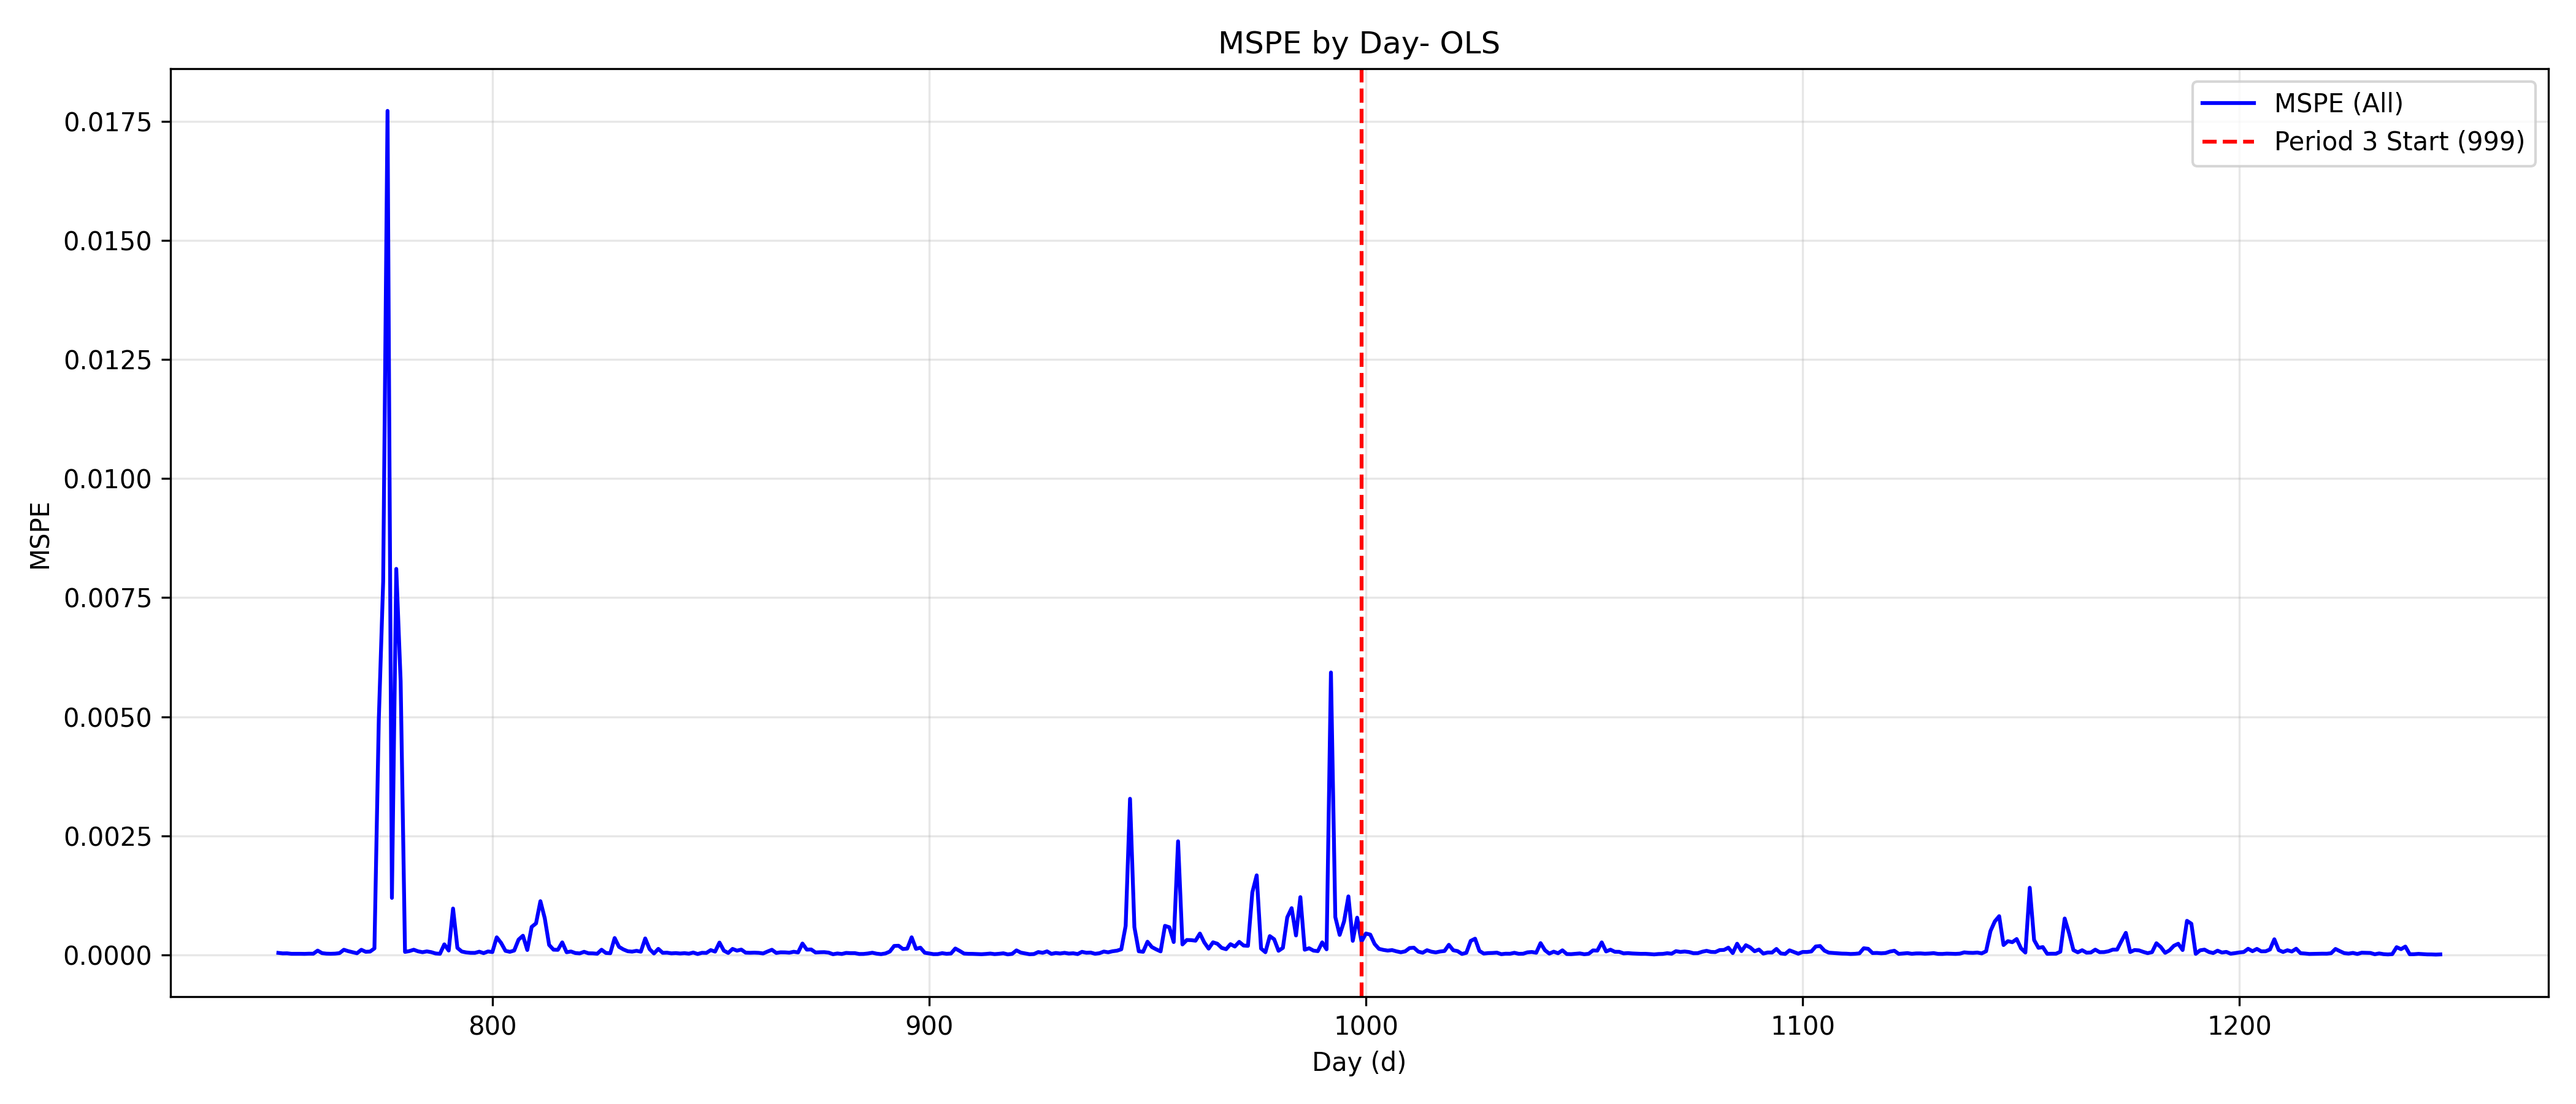 MSPE by Day- OLS
MSPE (All)
Period 3 Start (999)
MSPE
0.0175
0.0150
0.0125
0.0100
0.0075
0.0050
0.0025
0.0000
800
900
1000
1100
1200
Day (d)